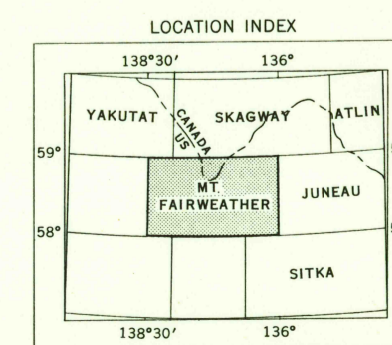 LOCATION INDEX
138°30′ 136°
YAKUTAT SKAGWAY ATLIN
CANADA
US
59°
MT. FAIRWEATHER JUNEAU
58°
SITKA
138°30′ 136°